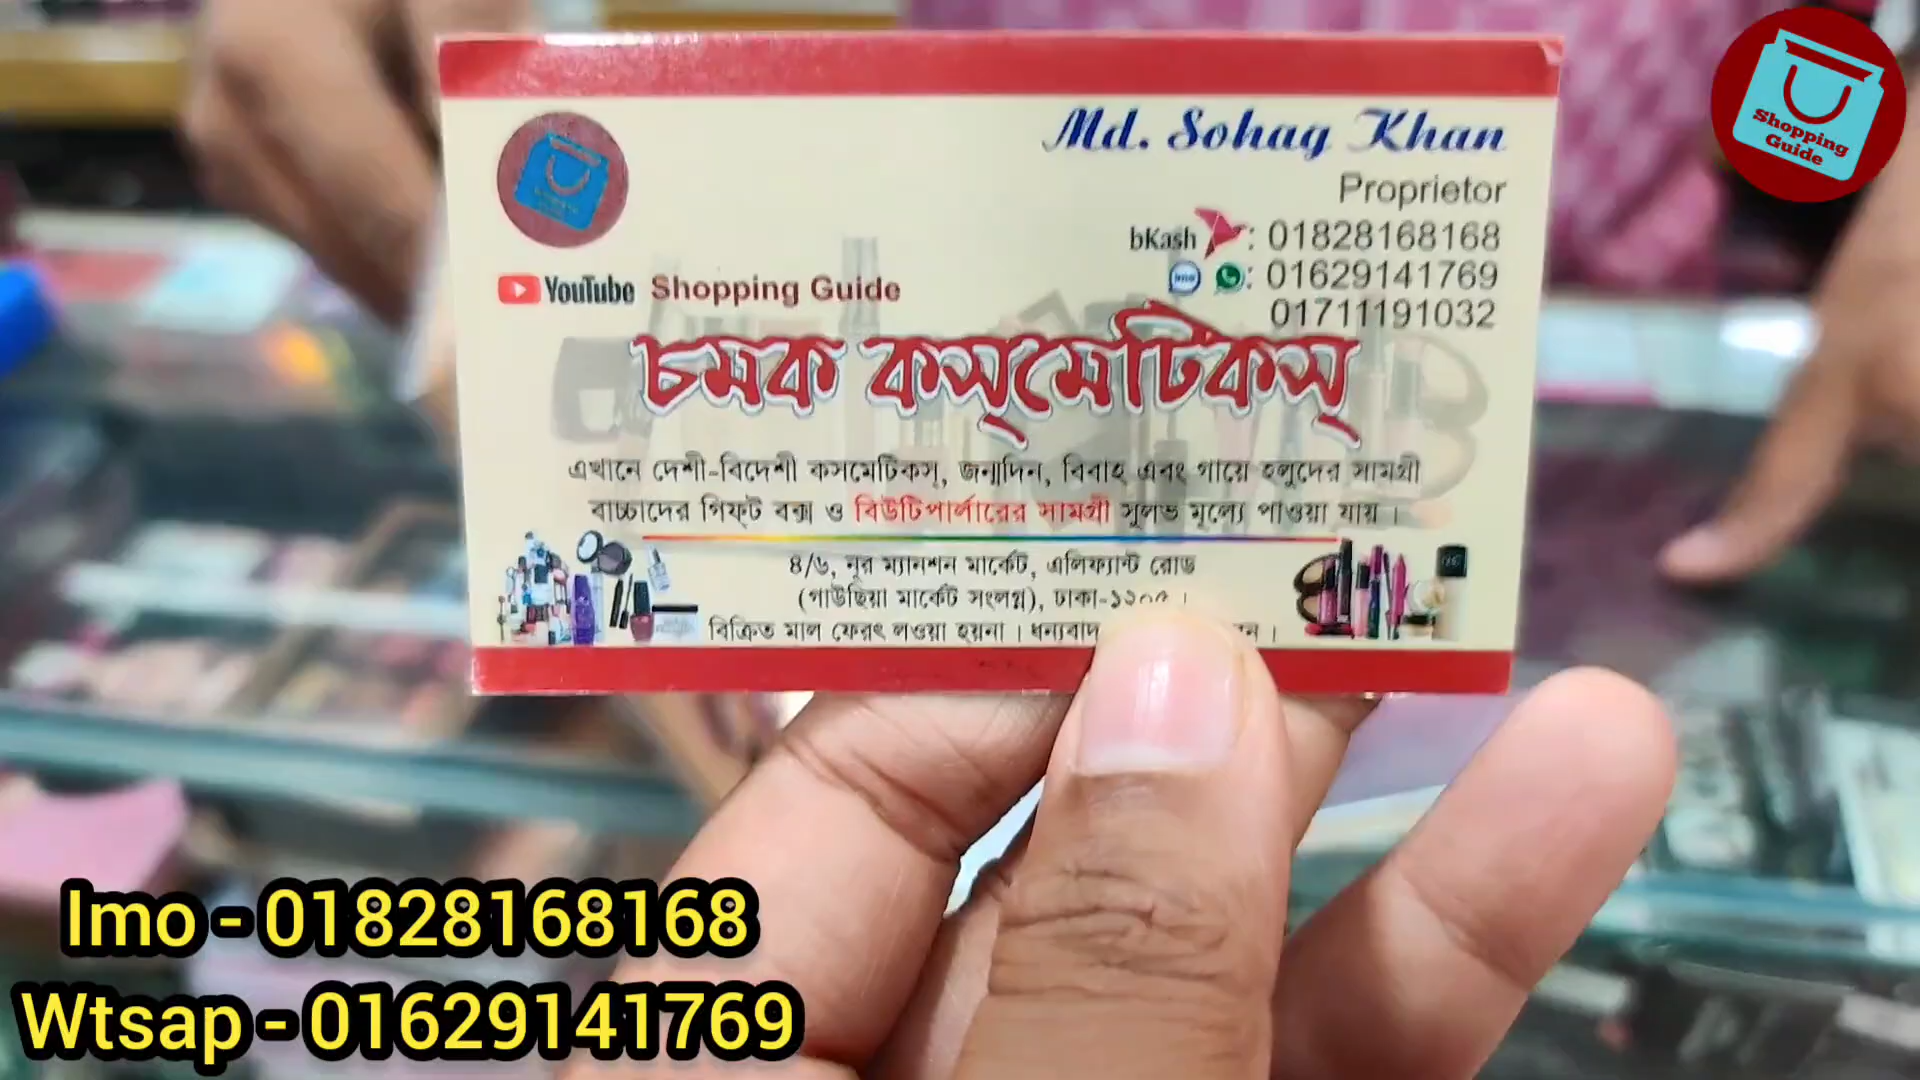 Shopping
Guide
Md. Sohag Khan
Proprietor
bKash : 01828168168
imo : 01629141769
01711191032
YouTube Shopping Guide
চমক কস্‌মেটিকস্‌
এখানে দেশী-বিদেশী কসমেটিকস্‌, জন্মদিন, বিবাহ এবং গায়ে হলুদের সামগ্রী
বাচ্চাদের গিফ্‌ট বক্স ও বিউটিপার্লারের সামগ্রী সুলভ মূল্যে পাওয়া যায় ।
৪/৬, নূর ম্যানশন মার্কেট, এলিফ্যান্ট রোড
(গাউছিয়া মার্কেট সংলগ্ন), ঢাকা-১২০৫ ।
বিক্রিত মাল ফেরৎ লওয়া হয়না । ধন্যবাদ
Imo - 01828168168
Wtsap - 01629141769